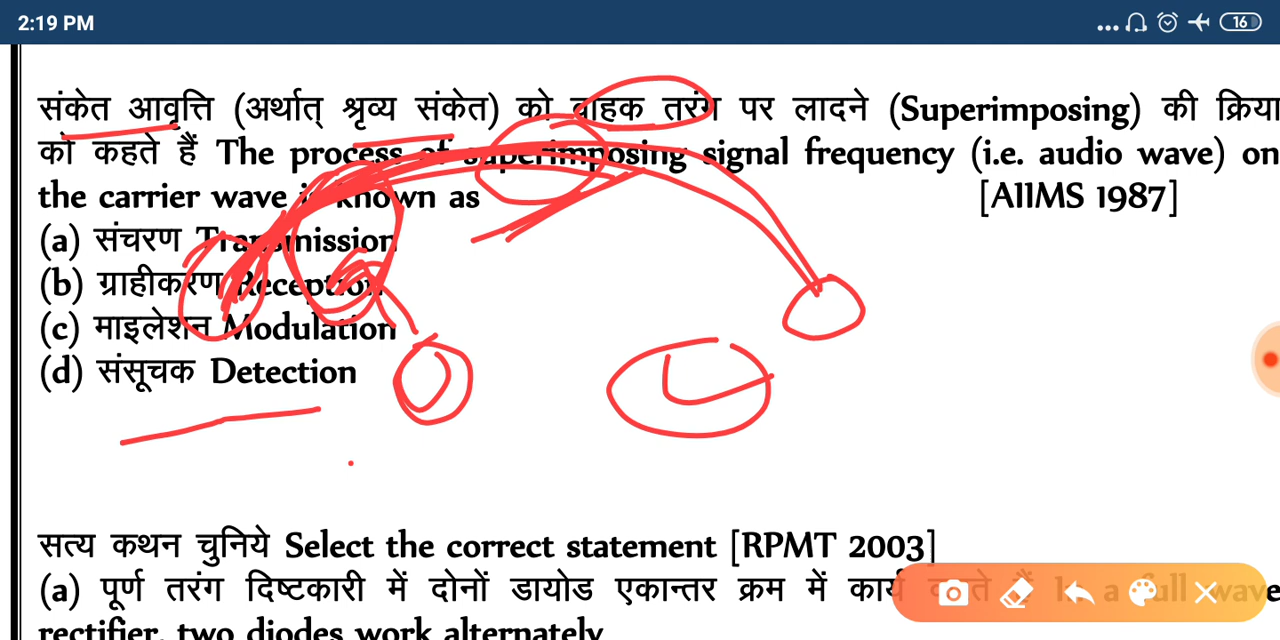 2:19 PM
16
संकेत आवृत्ति (अर्थात् श्रृव्य संकेत) को वाहक तरंग पर लादने (Superimposing) की क्रिया
को कहते हैं The process of superimposing signal frequency (i.e. audio wave) on
the carrier wave is known as [AIIMS 1987]
(a) संचरण Transmission
(b) ग्राहीकरण Reception
(c) माइलेशन Modulation
(d) संसूचक Detection
सत्य कथन चुनिये Select the correct statement [RPMT 2003]
(a) पूर्ण तरंग दिष्टकारी में दोनों डायोड एकान्तर क्रम में कार्य करते हैं In a full wave
rectifier, two diodes work alternately